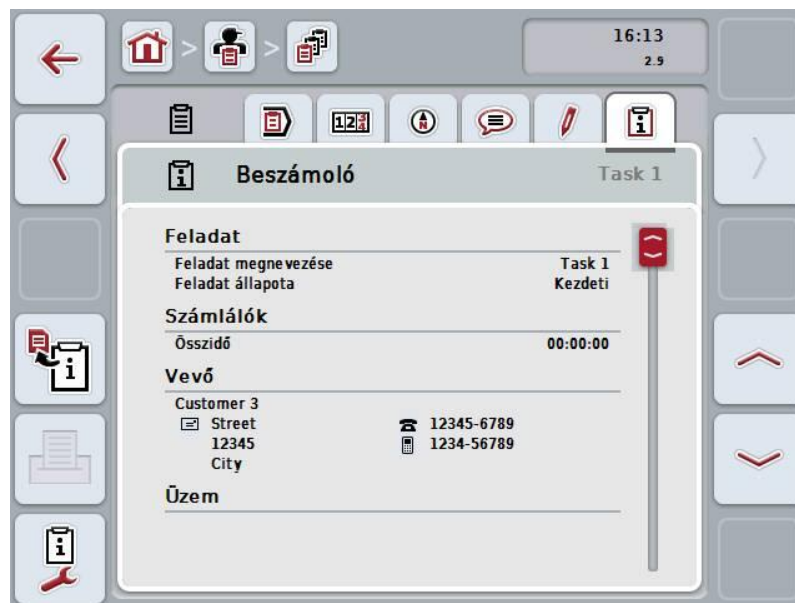 16:13
2.9
Beszámoló Task 1
Feladat
Feladat megnevezése Task 1
Feladat állapota Kezdeti
Számlálók
Összidő 00:00:00
Vevő
Customer 3
Street 12345-6789
12345 1234-56789
City
Üzem